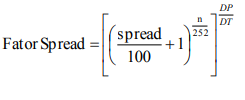 Fator Spread = [((spread/100) + 1)^(n/252)]^(DP/DT)